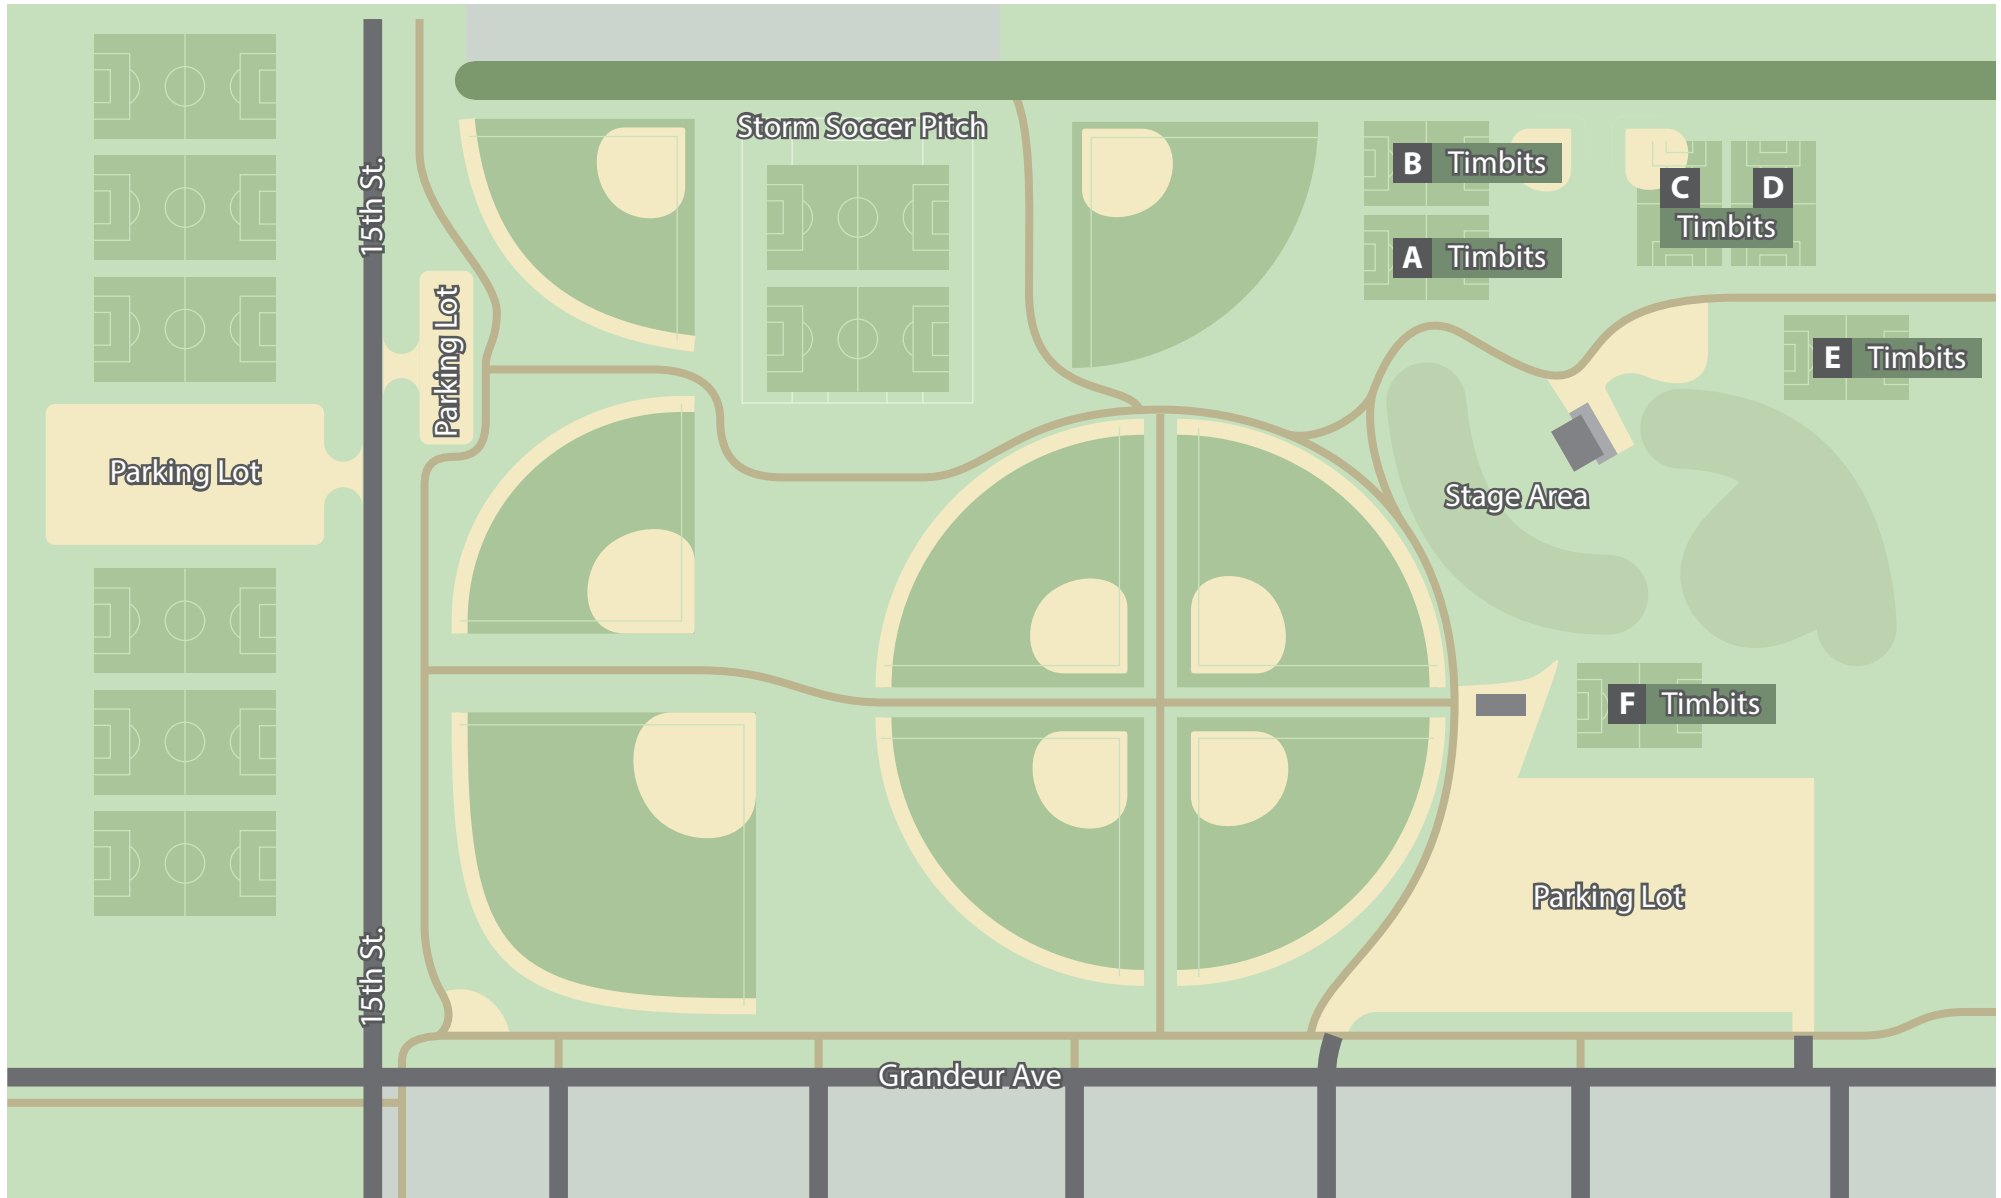 Storm Soccer Pitch
15th St.
B Timbits
C D
Timbits
A Timbits
Parking Lot
E Timbits
Parking Lot
Stage Area
F Timbits
Parking Lot
15th St.
Grandeur Ave